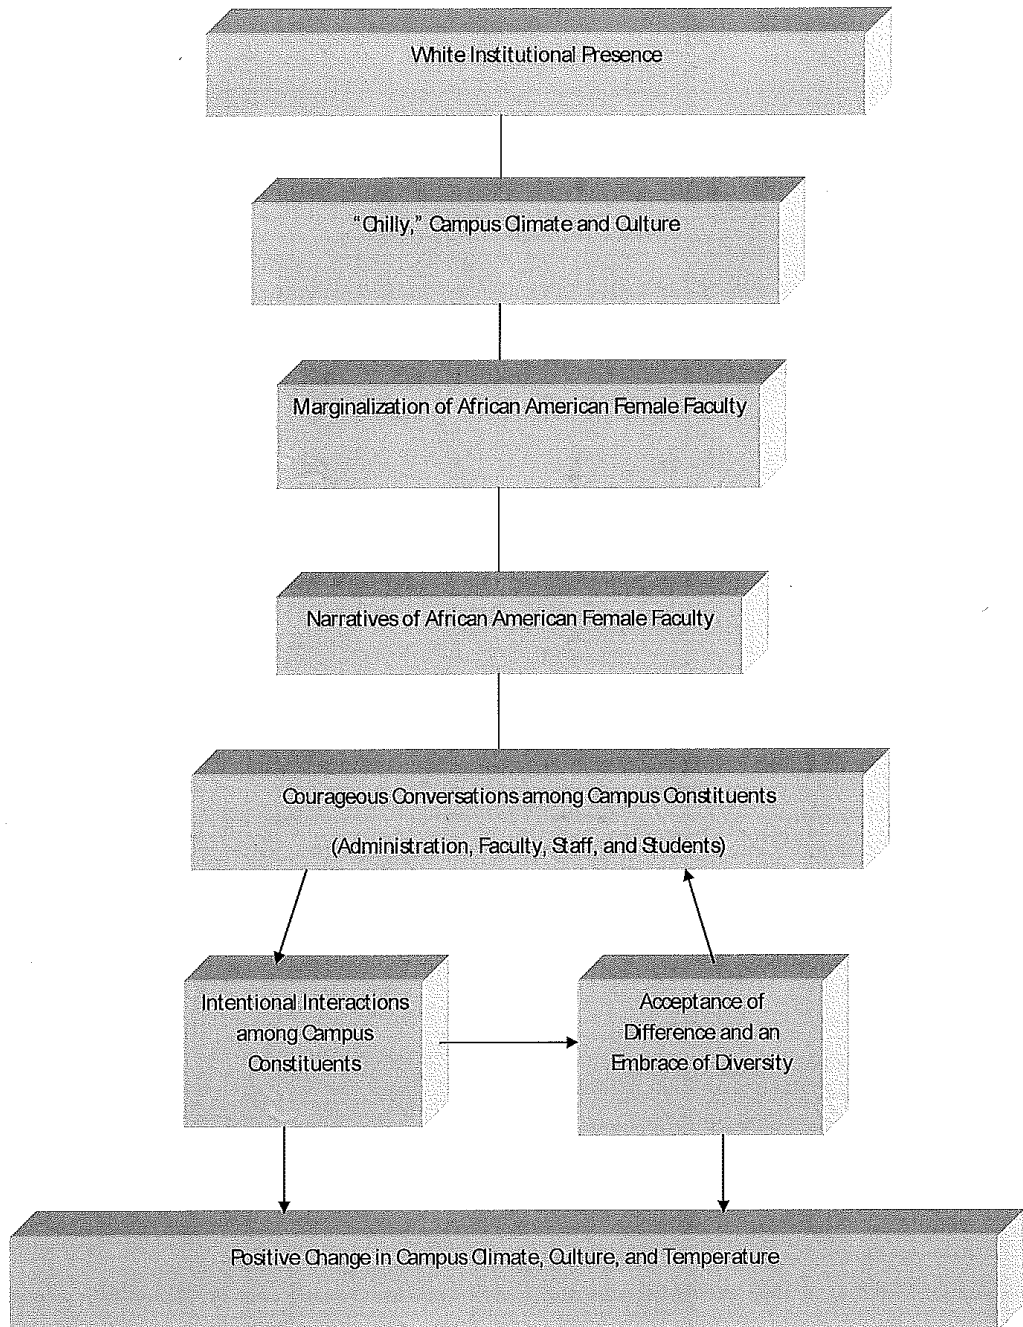 White Institutional Presence
“Chilly,” Campus Climate and Culture
Marginalization of African American Female Faculty
Narratives of African American Female Faculty
Courageous Conversations among Campus Constituents
(Administration, Faculty, Staff, and Students)
Intentional Interactions
among Campus
Constituents
Acceptance of
Difference and an
Embrace of Diversity
Positive Change in Campus Climate, Culture, and Temperature